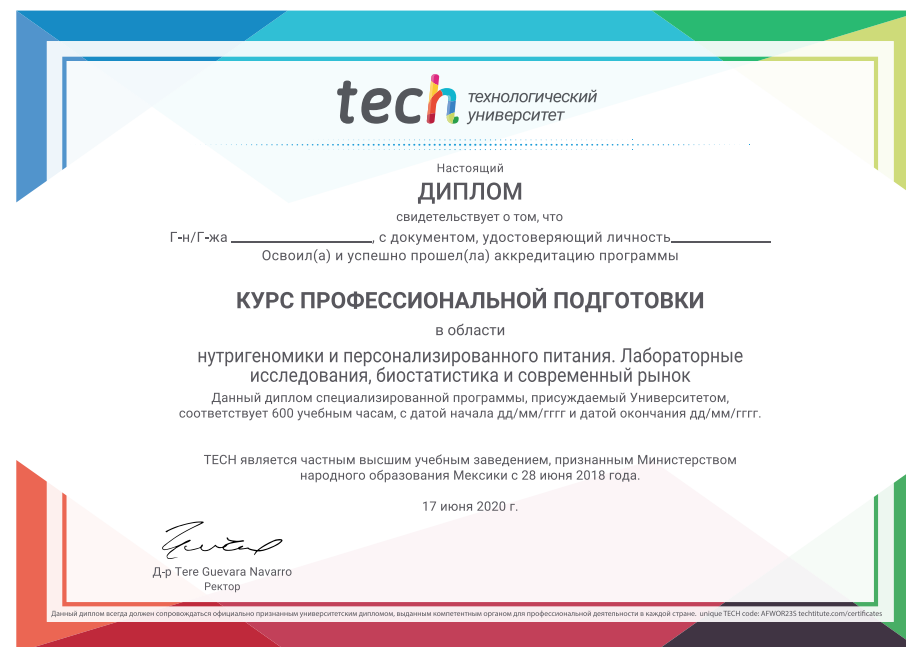 tech технологический
университет
Настоящий
ДИПЛОМ
свидетельствует о том, что
Г-н/Г-жа ____________________, с документом, удостоверяющий личность______________
Освоил(а) и успешно прошел(ла) аккредитацию программы
КУРС ПРОФЕССИОНАЛЬНОЙ ПОДГОТОВКИ
в области
нутригеномики и персонализированного питания. Лабораторные
исследования, биостатистика и современный рынок
Данный диплом специализированной программы, присуждаемый Университетом,
соответствует 600 учебным часам, с датой начала дд/мм/гггг и датой окончания дд/мм/гггг.
TECH является частным высшим учебным заведением, признанным Министерством
народного образования Мексики с 28 июня 2018 года.
17 июня 2020 г.
Д-р Tere Guevara Navarro
Ректор
Данный диплом всегда должен сопровождаться официально признанным университетским дипломом, выданным компетентным органом для профессиональной деятельности в каждой стране. unique TECH code: AFWOR23S techtitute.com/certificates